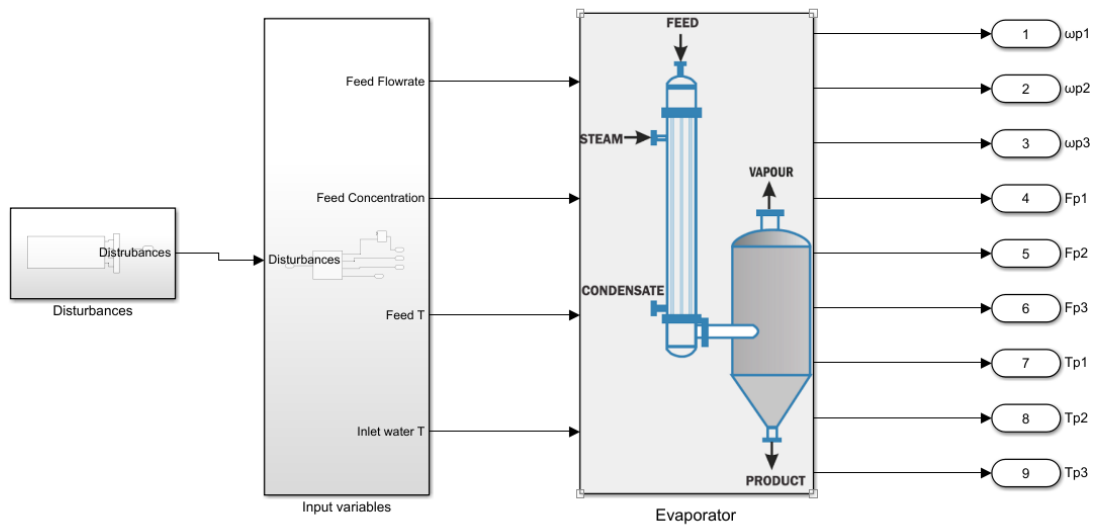 Distrubances
Disturbances
Disturbances
Feed Flowrate
Feed Concentration
Feed T
Inlet water T
Input variables
FEED
STEAM
VAPOUR
CONDENSATE
PRODUCT
Evaporator
1 ωp1
2 ωp2
3 ωp3
4 Fp1
5 Fp2
6 Fp3
7 Tp1
8 Tp2
9 Tp3